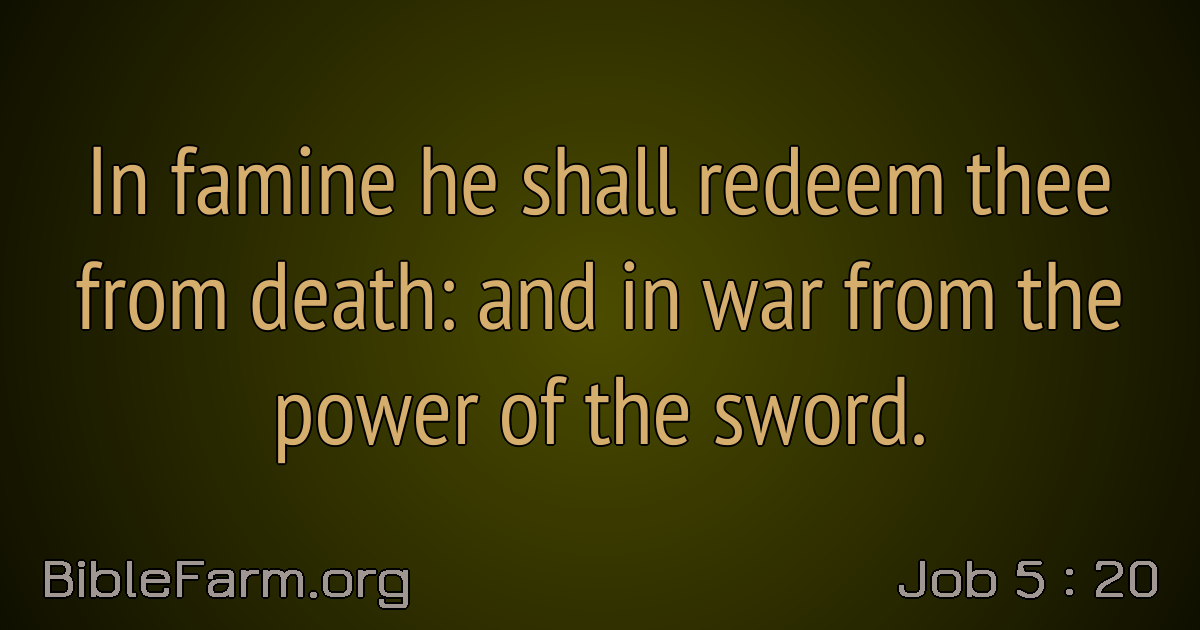 In famine he shall redeem thee
from death: and in war from the
power of the sword.
BibleFarm.org
Job 5 : 20